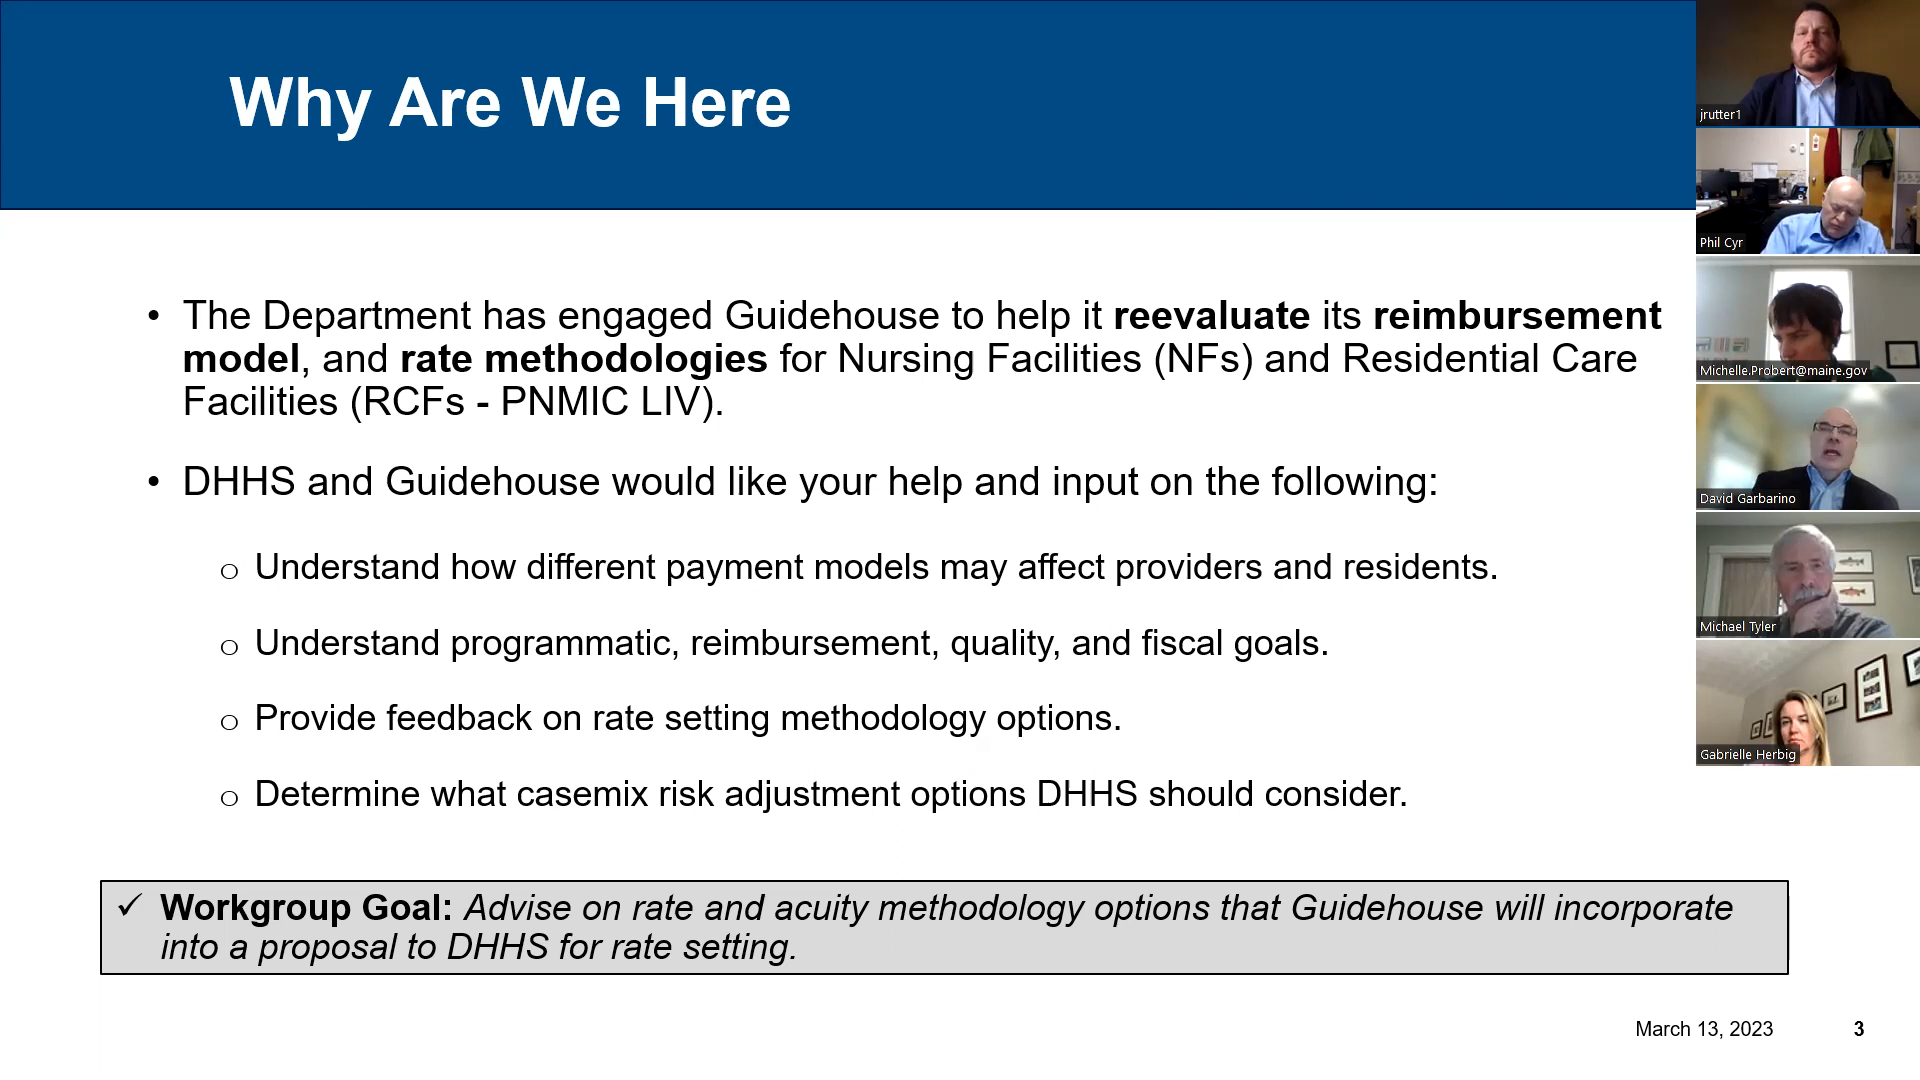 Why Are We Here
• The Department has engaged Guidehouse to help it reevaluate its reimbursement
model, and rate methodologies for Nursing Facilities (NFs) and Residential Care
Facilities (RCFs - PNMIC LIV).
• DHHS and Guidehouse would like your help and input on the following:
o Understand how different payment models may affect providers and residents.
o Understand programmatic, reimbursement, quality, and fiscal goals.
o Provide feedback on rate setting methodology options.
o Determine what casemix risk adjustment options DHHS should consider.
✓ Workgroup Goal: Advise on rate and acuity methodology options that Guidehouse will incorporate
into a proposal to DHHS for rate setting.
March 13, 2023 3
jrutter1
Phil Cyr
Michelle.Probert@maine.gov
David Garbarino
Michael Tyler
Gabrielle Herbig